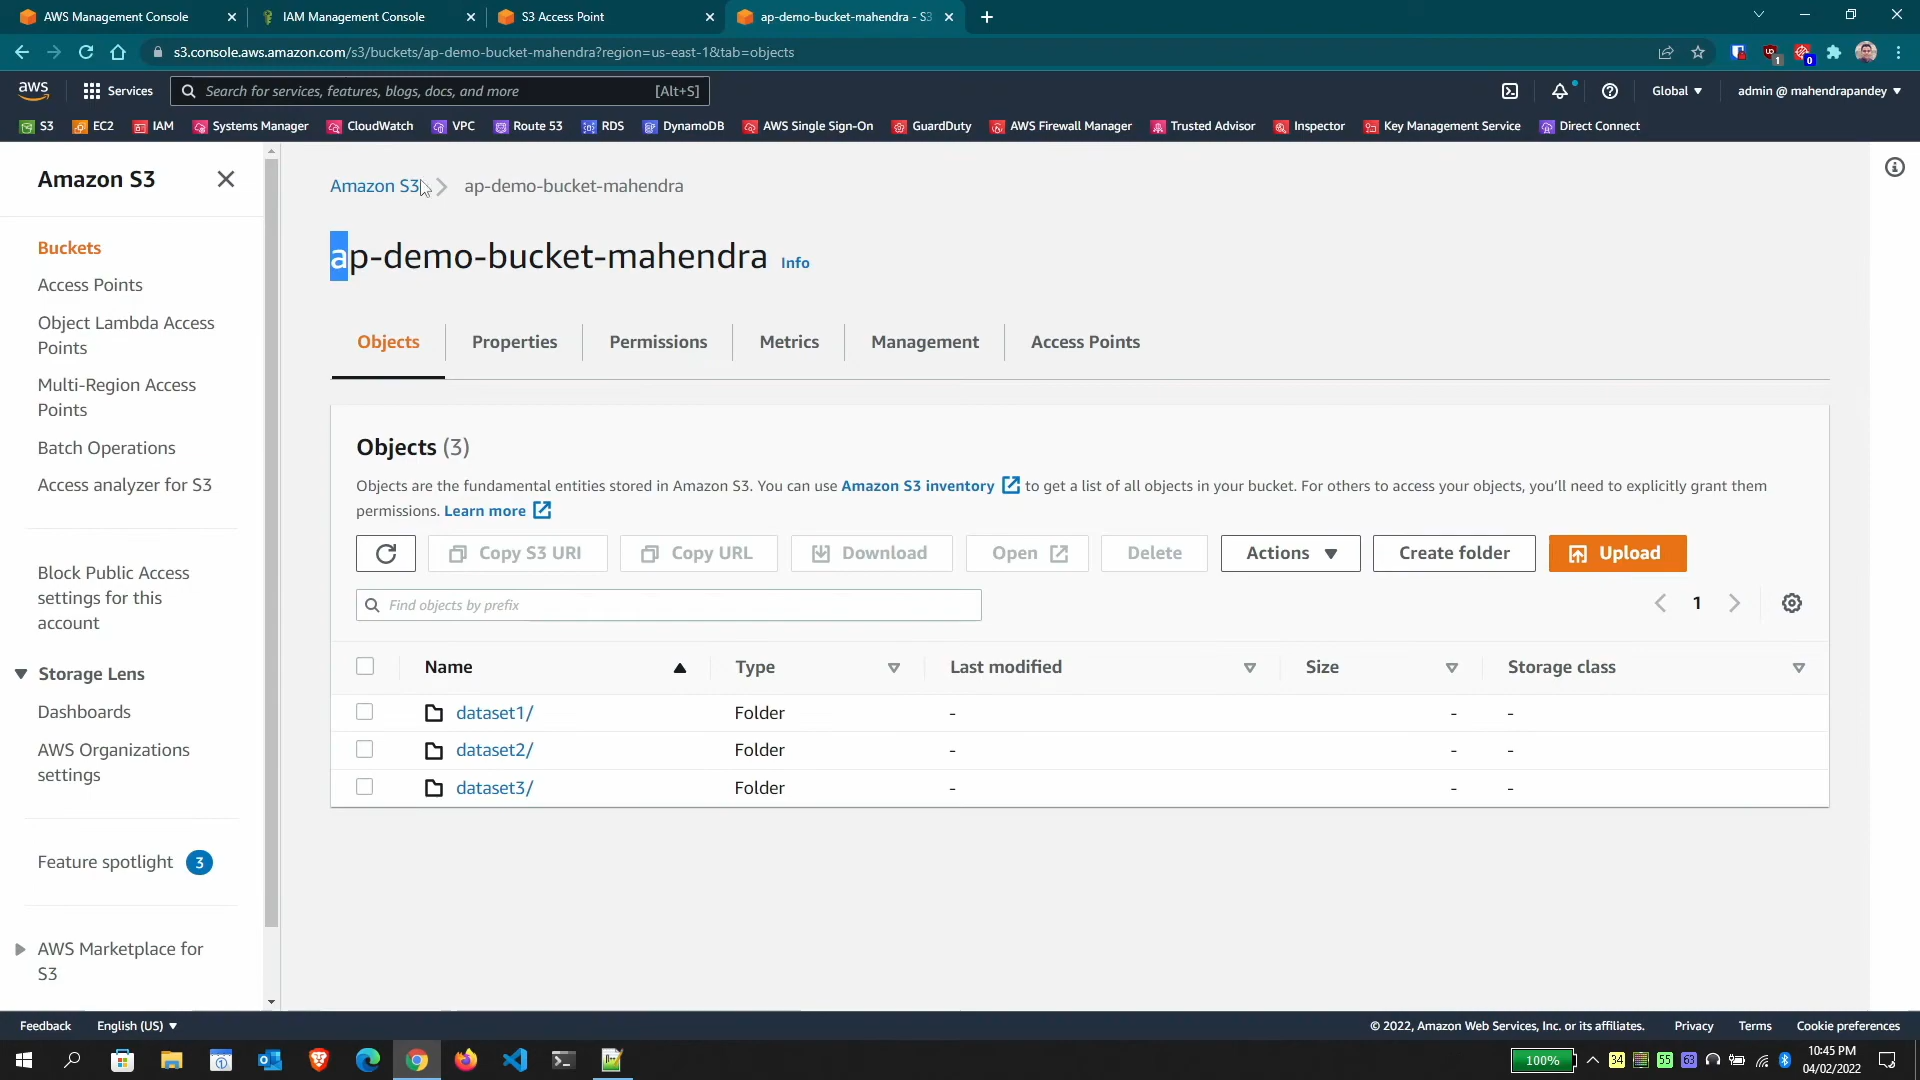 AWS Management Console
IAM Management Console
S3 Access Point
ap-demo-bucket-mahendra - S3
s3.console.aws.amazon.com/s3/buckets/ap-demo-bucket-mahendra?region=us-east-1&tab=objects
1
0
aws
Services
Search for services, features, blogs, docs, and more
[Alt+S]
Global
admin @ mahendrapandey
S3
EC2
IAM
Systems Manager
CloudWatch
VPC
Route 53
RDS
DynamoDB
AWS Single Sign-On
GuardDuty
AWS Firewall Manager
Trusted Advisor
Inspector
Key Management Service
Direct Connect
Amazon S3
Buckets
Access Points
Object Lambda Access
Points
Multi-Region Access
Points
Batch Operations
Access analyzer for S3
Block Public Access
settings for this
account
Storage Lens
Dashboards
AWS Organizations
settings
Feature spotlight 3
AWS Marketplace for
S3
Amazon S3
ap-demo-bucket-mahendra
ap-demo-bucket-mahendra Info
Objects
Properties
Permissions
Metrics
Management
Access Points
Objects (3)
Objects are the fundamental entities stored in Amazon S3. You can use Amazon S3 inventory to get a list of all objects in your bucket. For others to access your objects, you'll need to explicitly grant them
permissions. Learn more
Copy S3 URI
Copy URL
Download
Open
Delete
Actions
Create folder
Upload
Find objects by prefix
1
Name
Type
Last modified
Size
Storage class
dataset1/ Folder - - -
dataset2/ Folder - - -
dataset3/ Folder - - -
Feedback
English (US)
© 2022, Amazon Web Services, Inc. or its affiliates.
Privacy
Terms
Cookie preferences
100%
34
55
63
10:45 PM
04/02/2022